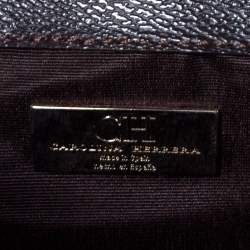 CH
CAROLINA HERRERA
made in Spain
hecho en España